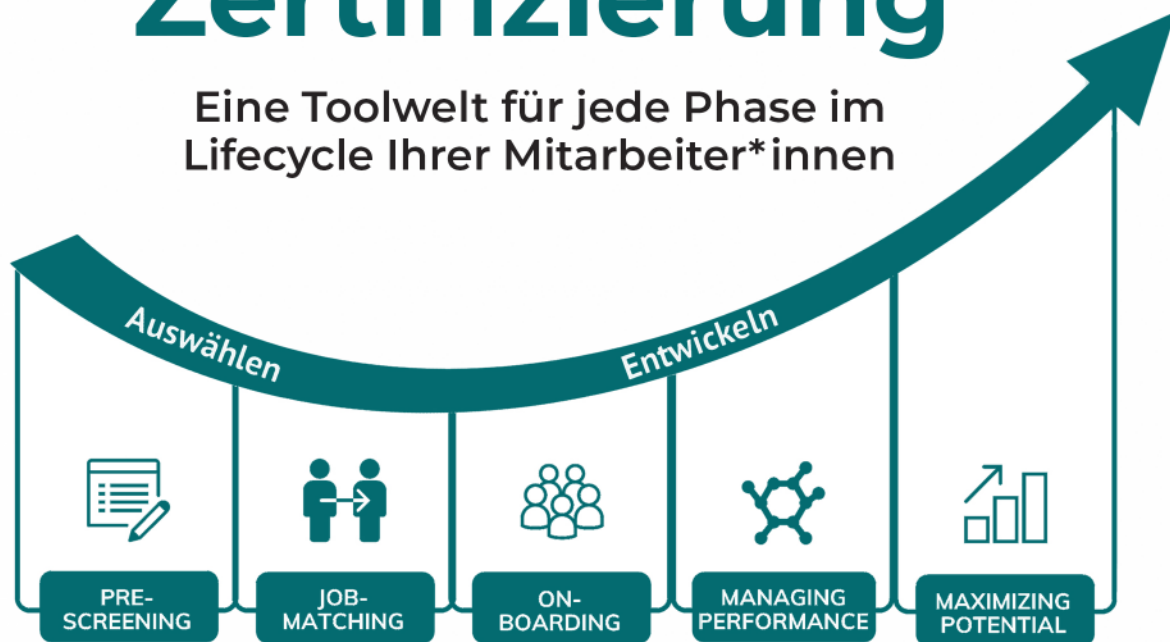 Zertifizierung
Eine Toolwelt für jede Phase im
Lifecycle Ihrer Mitarbeiter*innen
Auswählen
Entwickeln
PRE-
SCREENING
JOB-
MATCHING
ON-
BOARDING
MANAGING
PERFORMANCE
MAXIMIZING
POTENTIAL